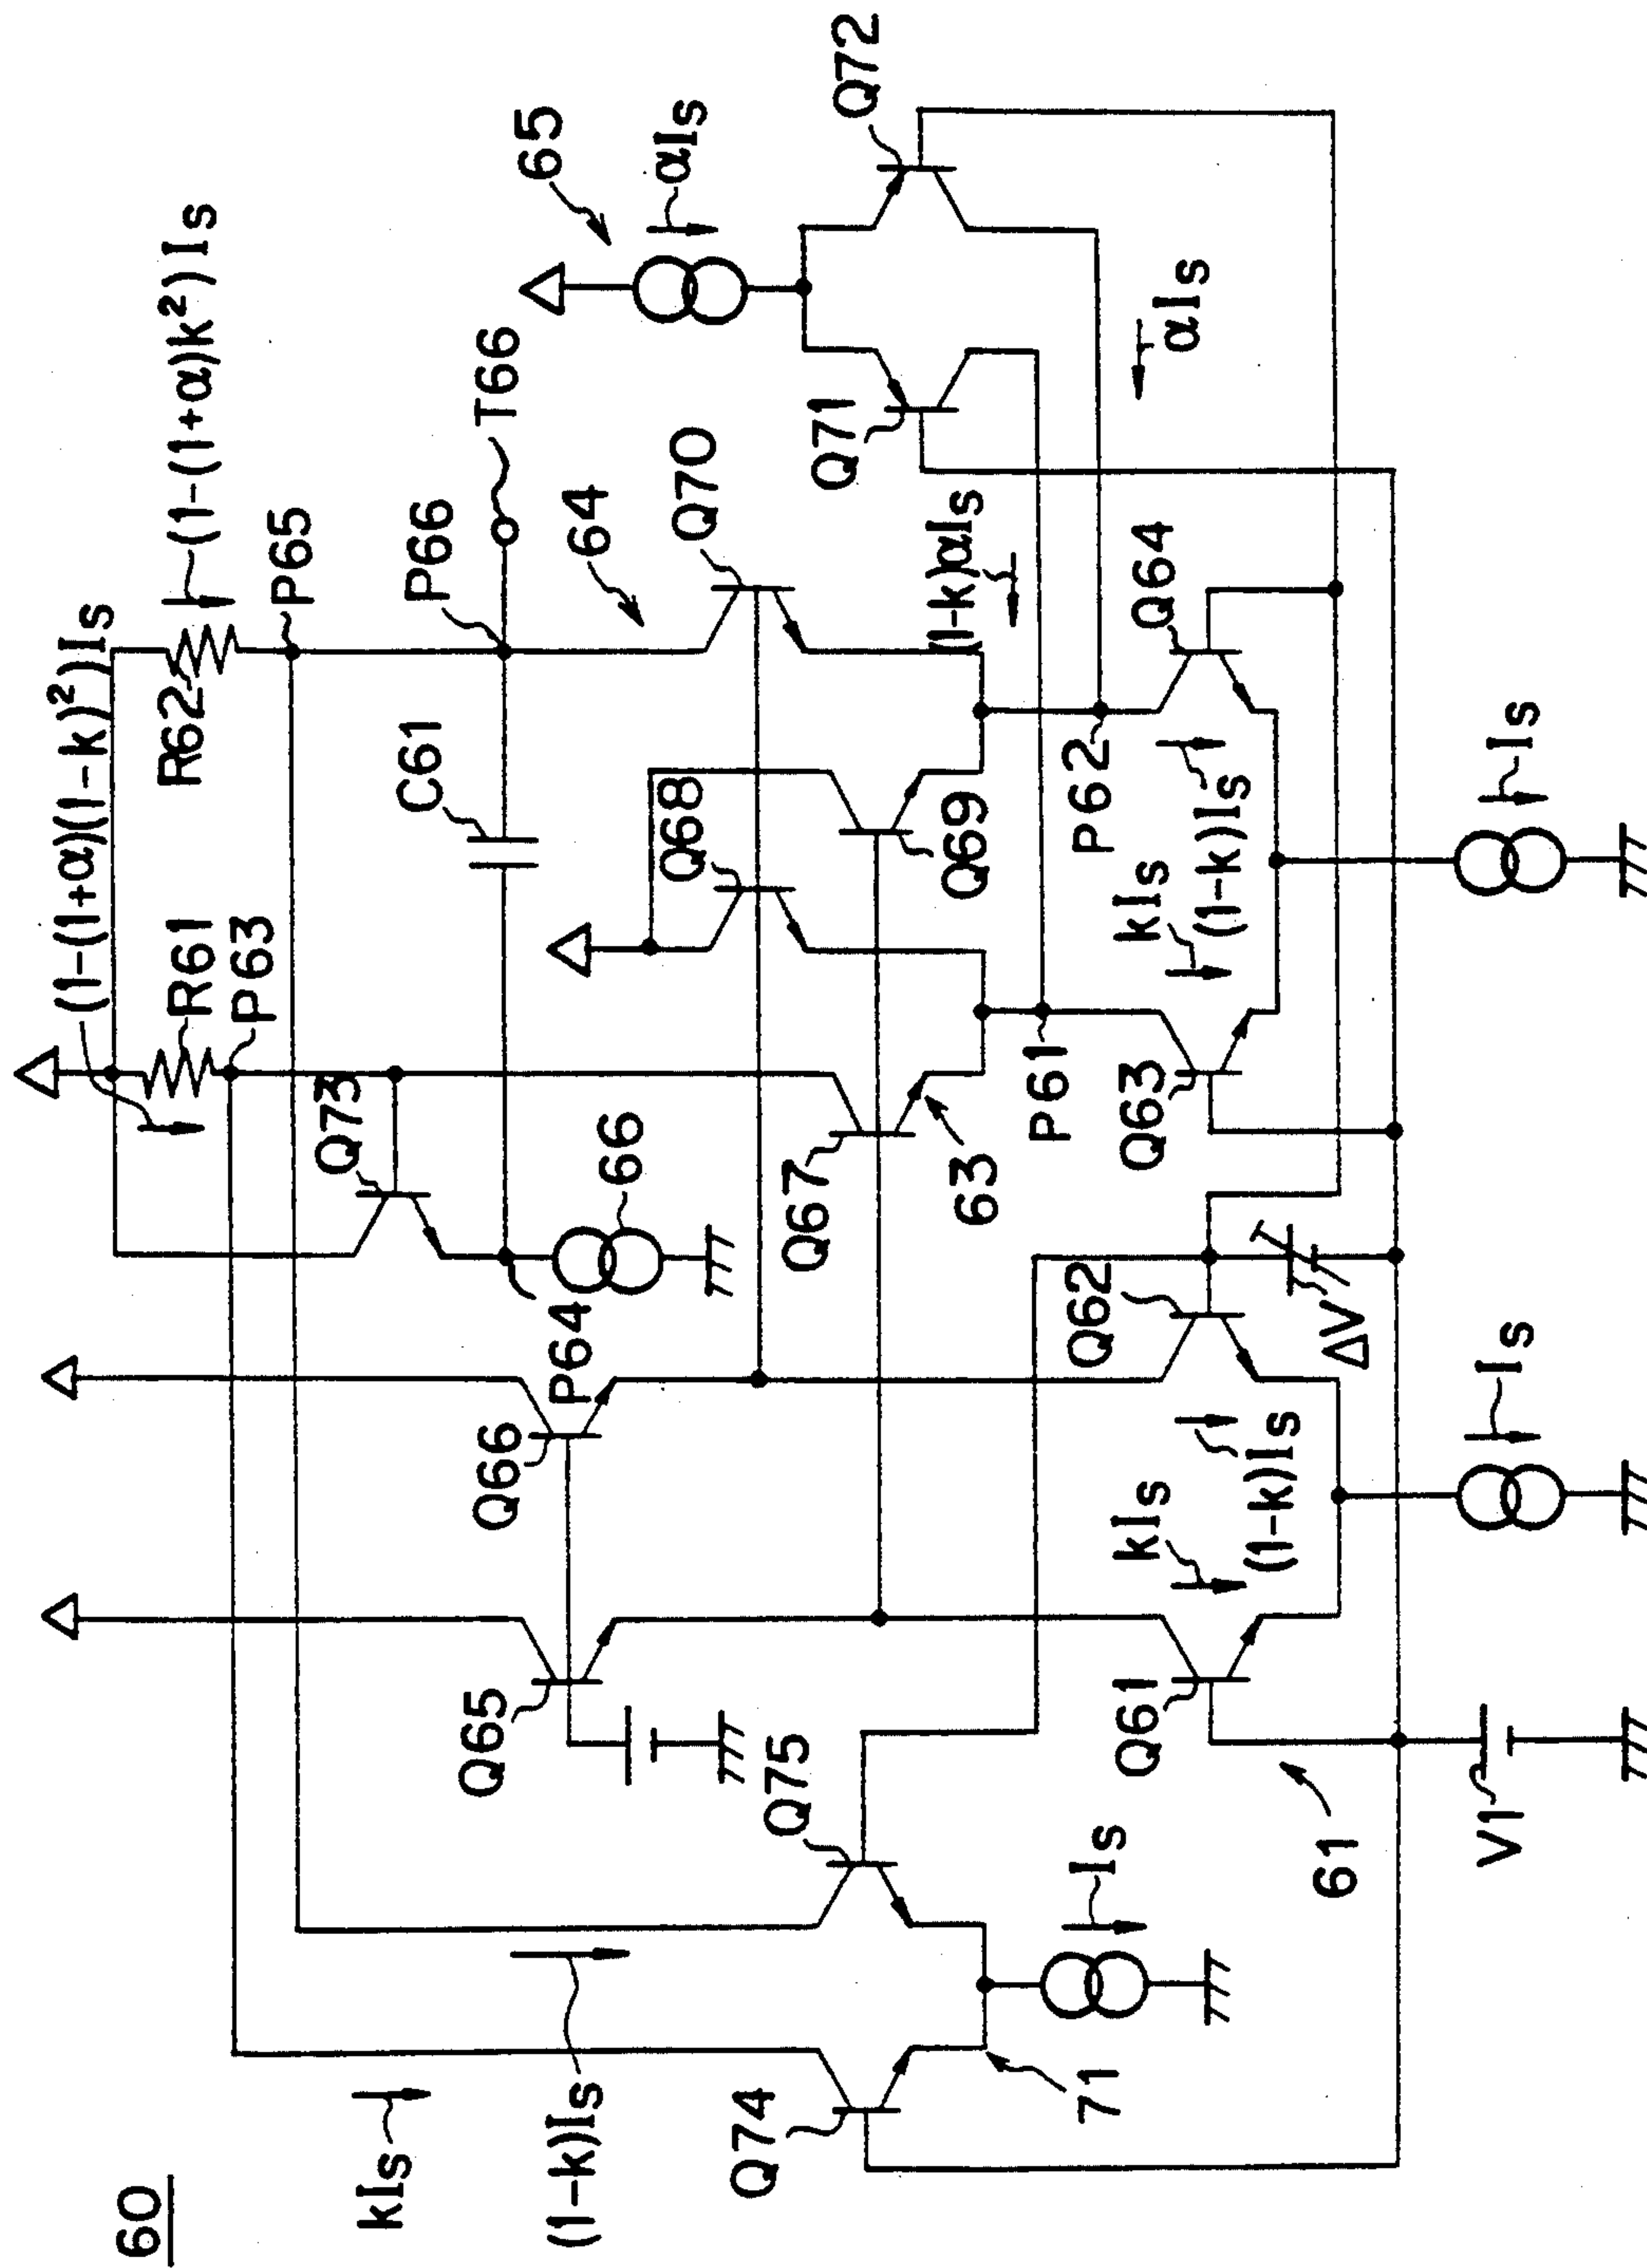 60
(1-(1+α)(1-k)²)Is
(1-(1+α)k²)Is
R61
R62
P63
P65
kIs
(1-k)Is
Q73
C61
P66
T66
65
αIs
Q72
66
P64
Q66
Q65
Q68
64
Q70
Q71
Q67
63
Q69
(1-k)αIs
αIs
Q75
Q74
71
Is
P61
P62
kIs
(1-k)Is
Q63
Q64
Q62
kIs
(1-k)Is
Q61
61
ΔV
V1
Is
Is